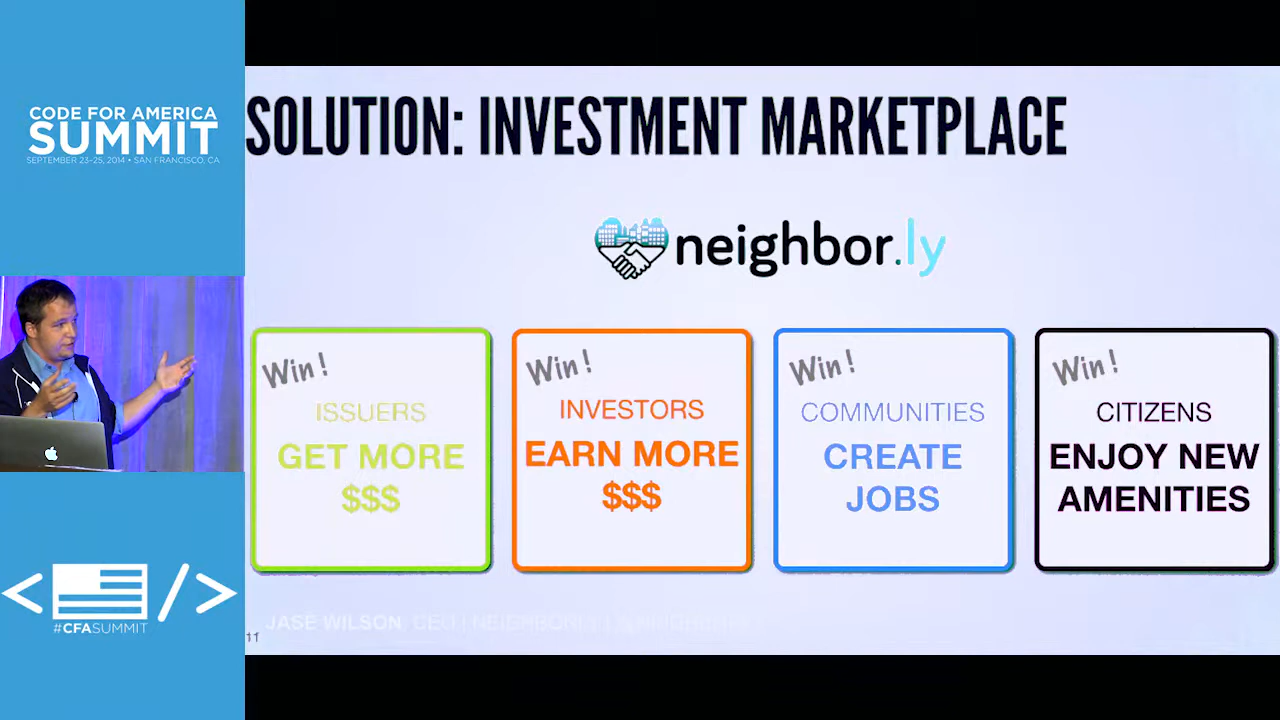 CODE FOR AMERICA
SUMMIT
SEPTEMBER 23-25, 2014 • SAN FRANCISCO, CA
SOLUTION: INVESTMENT MARKETPLACE
neighbor.ly
Win!
ISSUERS
GET MORE
$$$
Win!
INVESTORS
EARN MORE
$$$
Win!
COMMUNITIES
CREATE
JOBS
Win!
CITIZENS
ENJOY NEW
AMENITIES
JASE WILSON, CEO
11
#CFASUMMIT